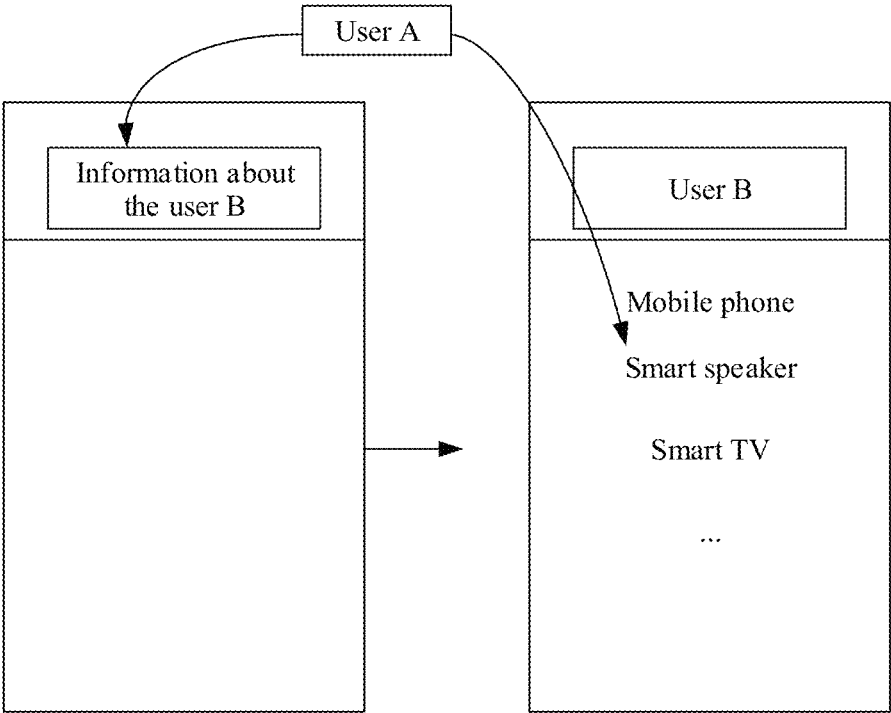 User A
Information about
the user B
User B
Mobile phone
Smart speaker
Smart TV
...